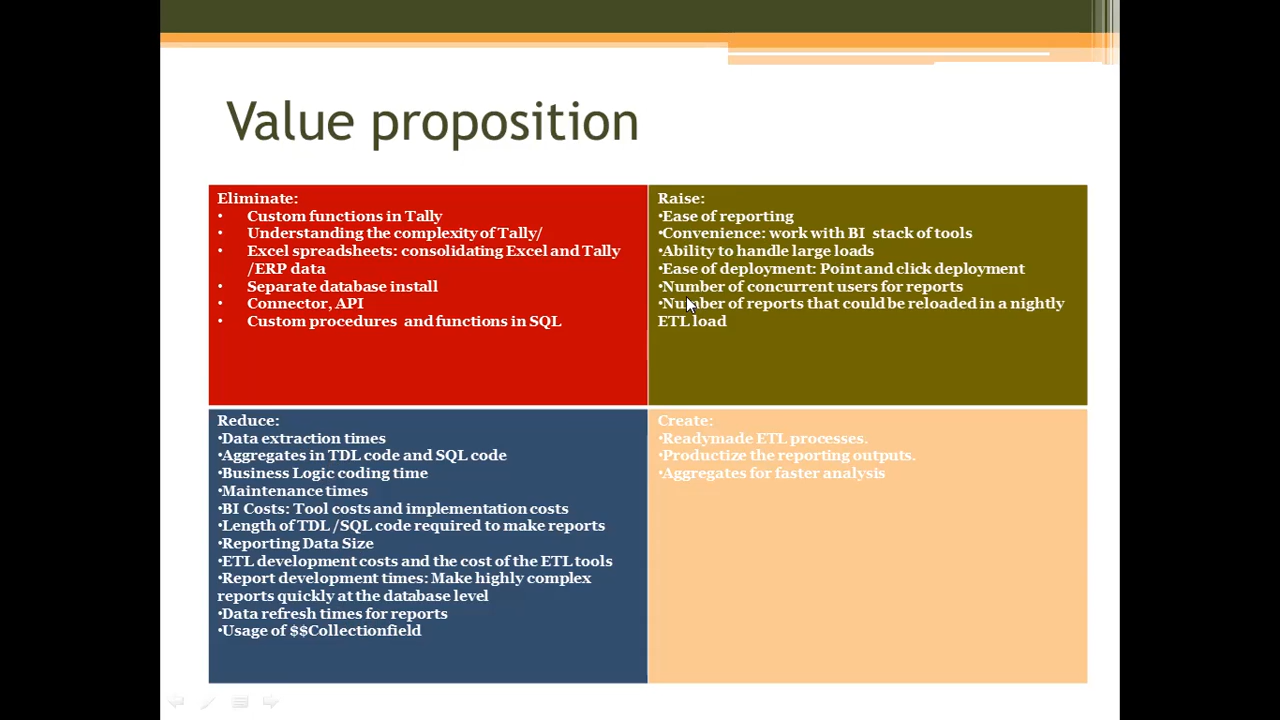 Value proposition
Eliminate:
• Custom functions in Tally
• Understanding the complexity of Tally/
• Excel spreadsheets: consolidating Excel and Tally
/ERP data
• Separate database install
• Connector, API
• Custom procedures and functions in SQL
Raise:
•Ease of reporting
•Convenience: work with BI stack of tools
•Ability to handle large loads
•Ease of deployment: Point and click deployment
•Number of concurrent users for reports
•Number of reports that could be reloaded in a nightly
ETL load
Reduce:
•Data extraction times
•Aggregates in TDL code and SQL code
•Business Logic coding time
•Maintenance times
•BI Costs: Tool costs and implementation costs
•Length of TDL /SQL code required to make reports
•Reporting Data Size
•ETL development costs and the cost of the ETL tools
•Report development times: Make highly complex
reports quickly at the database level
•Data refresh times for reports
•Usage of $$Collectionfield
Create:
•Readymade ETL processes.
•Productize the reporting outputs.
•Aggregates for faster analysis